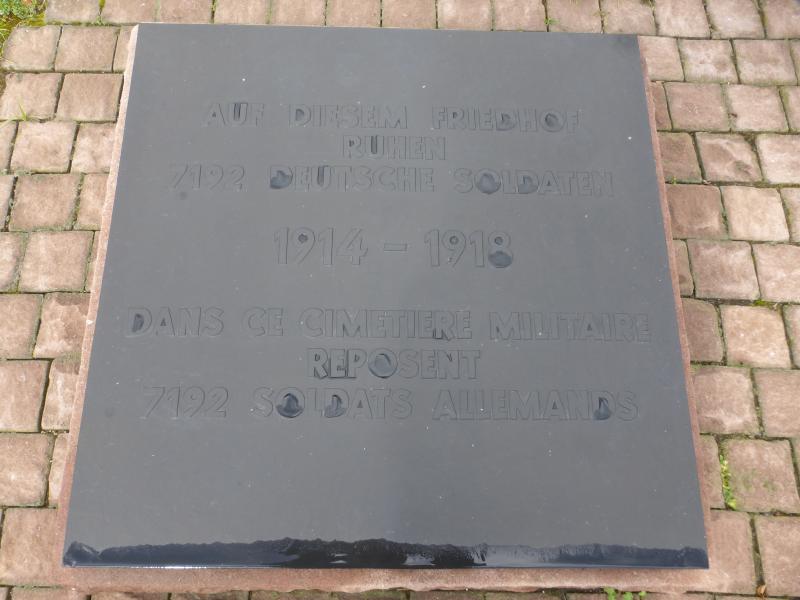 AUF DIESEM FRIEDHOF
RUHEN
7192 DEUTSCHE SOLDATEN
1914 – 1918
DANS CE CIMETIERE MILITAIRE
REPOSENT
7192 SOLDATS ALLEMANDS